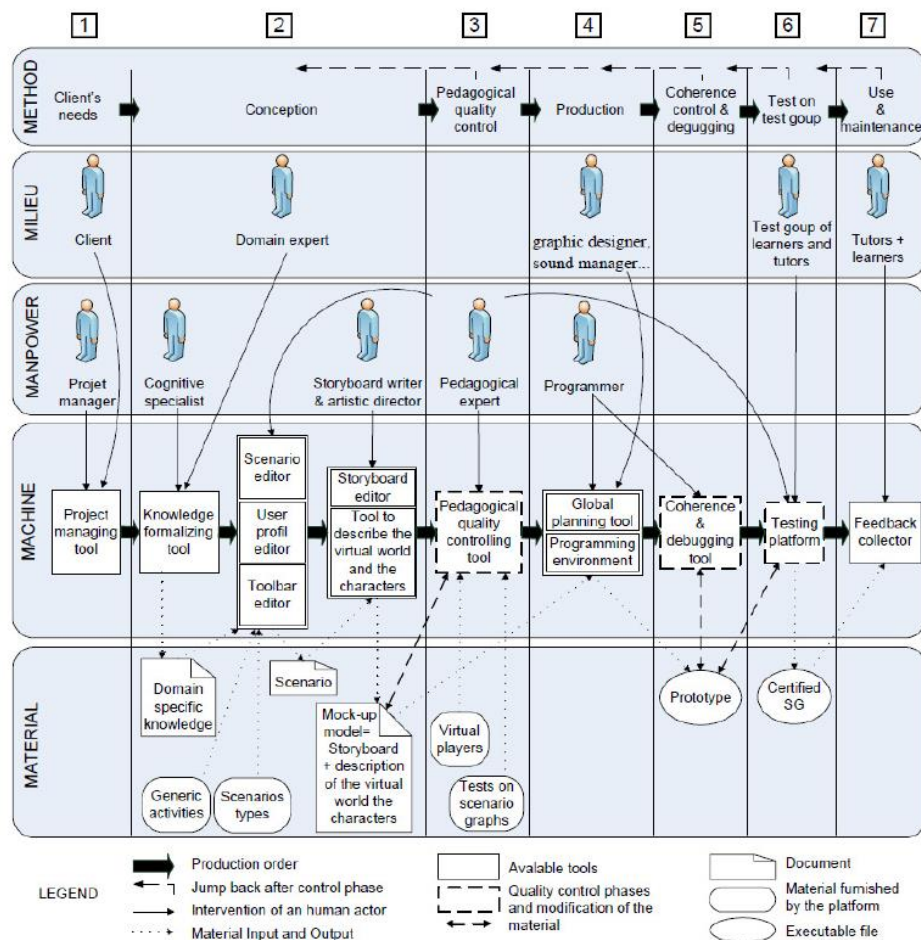 1 2 3 4 5 6 7
METHOD
Client's
needs
Conception
Pedagogical
quality
control
Production
Coherence
control &
degugging
Test on
test goup
Use
&
maintenance
MILIEU
Client
Domain expert
graphic designer,
sound manager...
Test goup of
learners and
tutors
Tutors +
learners
MANPOWER
Projet
manager
Cognitive
specialist
Storyboard writer
& artistic director
Pedagogical
expert
Programmer
MACHINE
Project
managing
tool
Knowledge
formalizing
tool
Scenario
editor
User
profil
editor
Toolbar
editor
Storyboard editor
Tool to
describe the
virtual world
and the
characters
Pedagogical
quality
controlling
tool
Global
planning tool
Programming
environment
Coherence
&
debugging
tool
Testing
platform
Feedback
collector
MATERIAL
Domain
specific
knowledge
Scenario
Generic
activities
Scenarios
types
Mock-up
model=
Storyboard
+ description
of the virtual
world the
characters
Virtual
players
Tests on
scenario
graphs
Prototype
Certified
SG
LEGEND
Production order
Jump back after control phase
Intervention of an human actor
Material Input and Output
Avalable tools
Quality control phases
and modification of the
material
Document
Material furnished
by the platform
Executable file